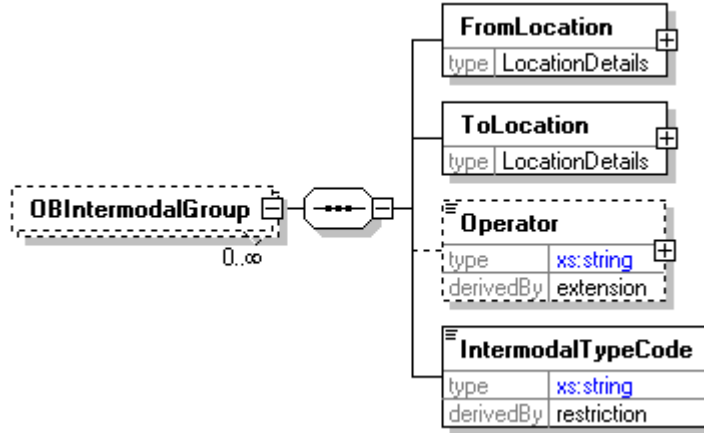 FromLocation
type LocationDetails
ToLocation
type LocationDetails
OBIntermodalGroup
0..∞
Operator
type xs:string
derivedBy extension
IntermodalTypeCode
type xs:string
derivedBy restriction